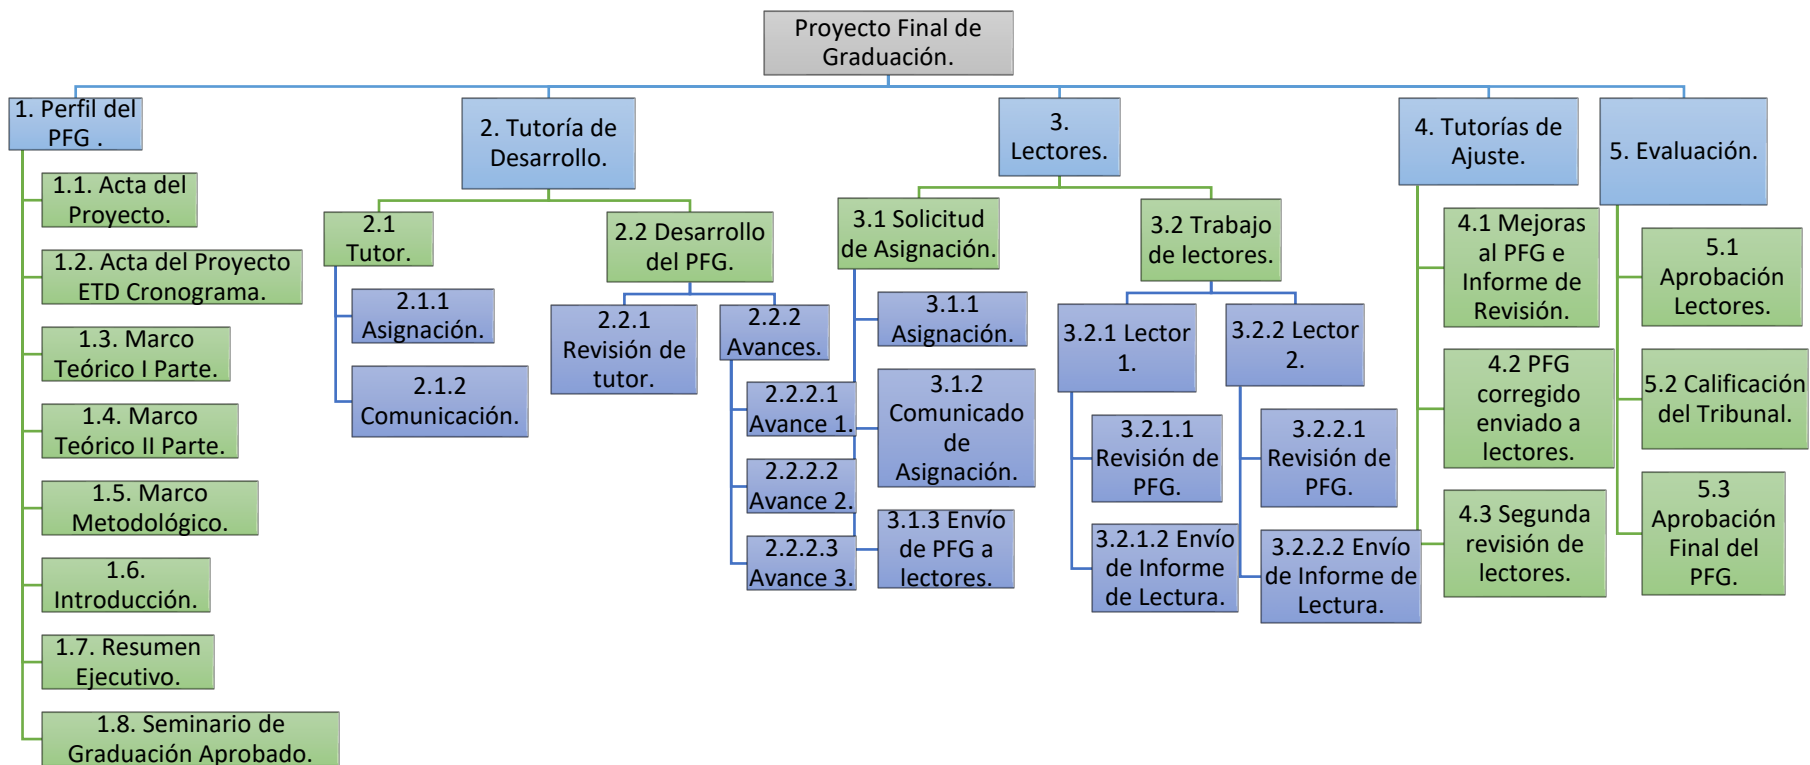 Proyecto Final de
Graduación.
1. Perfil del
PFG .
1.1. Acta del
Proyecto.
1.2. Acta del Proyecto
ETD Cronograma.
1.3. Marco
Teórico I Parte.
1.4. Marco
Teórico II Parte.
1.5. Marco
Metodológico.
1.6.
Introducción.
1.7. Resumen
Ejecutivo.
1.8. Seminario de
Graduación Aprobado.
2. Tutoría de
Desarrollo.
2.1
Tutor.
2.1.1
Asignación.
2.1.2
Comunicación.
2.2 Desarrollo
del PFG.
2.2.1
Revisión de
tutor.
2.2.2
Avances.
2.2.2.1
Avance 1.
2.2.2.2
Avance 2.
2.2.2.3
Avance 3.
3.
Lectores.
3.1 Solicitud
de Asignación.
3.1.1
Asignación.
3.1.2
Comunicado
de
Asignación.
3.1.3 Envío
de PFG a
lectores.
3.2 Trabajo
de lectores.
3.2.1 Lector
1.
3.2.1.1
Revisión de
PFG.
3.2.1.2 Envío
de Informe
de Lectura.
3.2.2 Lector
2.
3.2.2.1
Revisión de
PFG.
3.2.2.2 Envío
de Informe de
Lectura.
4. Tutorías de
Ajuste.
4.1 Mejoras
al PFG e
Informe de
Revisión.
4.2 PFG
corregido
enviado a
lectores.
4.3 Segunda
revisión de
lectores.
5. Evaluación.
5.1
Aprobación
Lectores.
5.2 Calificación
del Tribunal.
5.3
Aprobación
Final del
PFG.